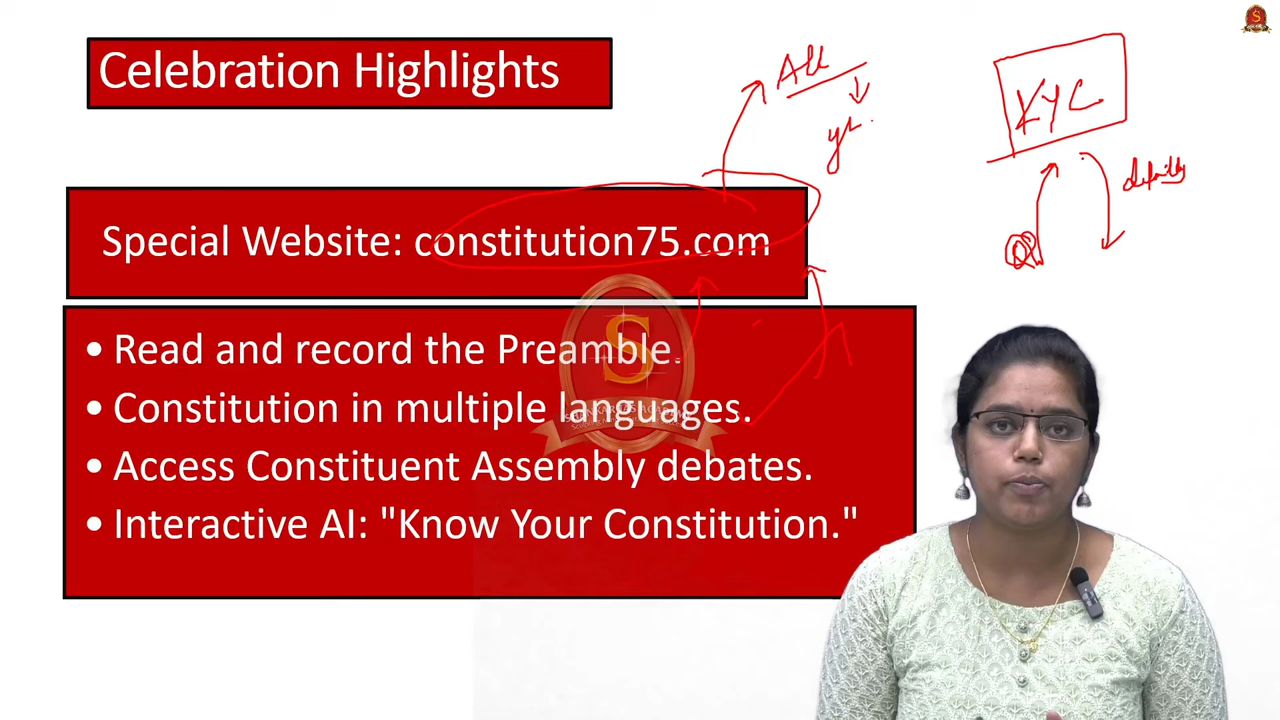 Celebration Highlights
All
KYC
Special Website: constitution75.com
• Read and record the Preamble.
• Constitution in multiple languages.
• Access Constituent Assembly debates.
• Interactive AI: "Know Your Constitution."
S